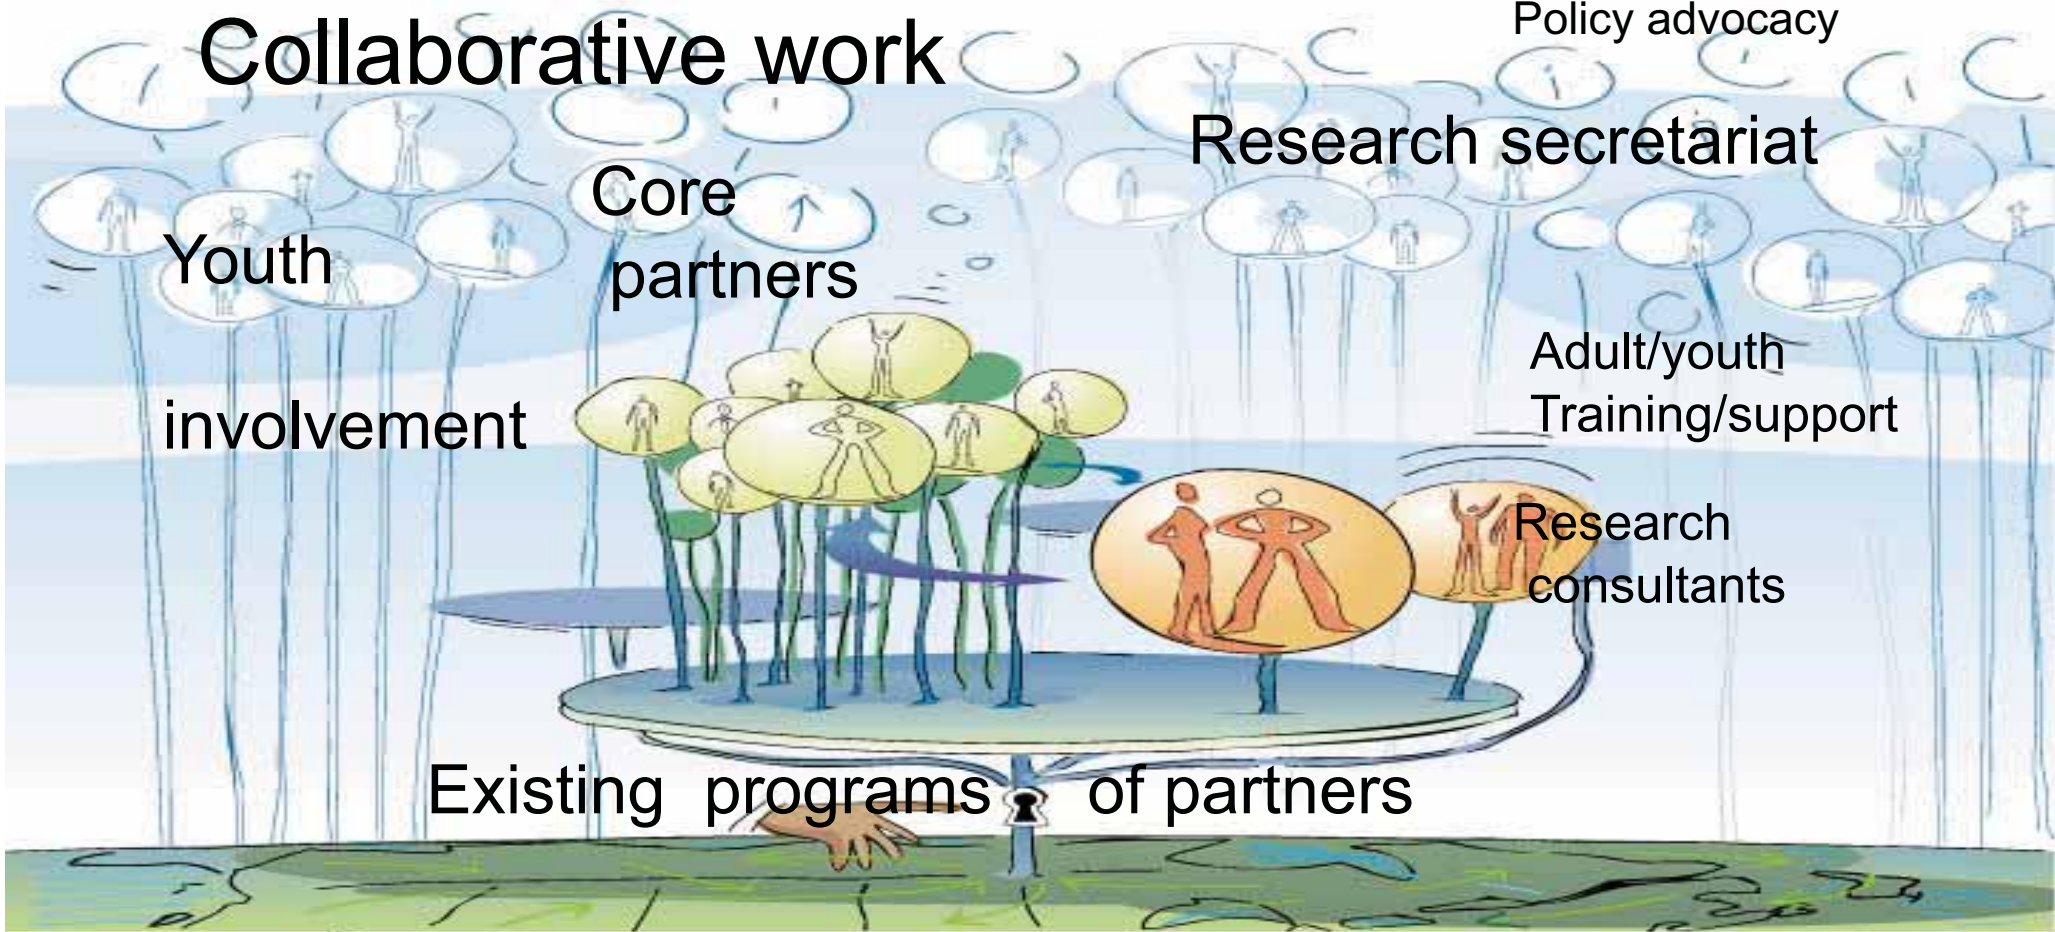 Policy advocacy
Collaborative work
Research secretariat
Core
partners
Youth
involvement
Adult/youth
Training/support
Research
consultants
Existing programs of partners